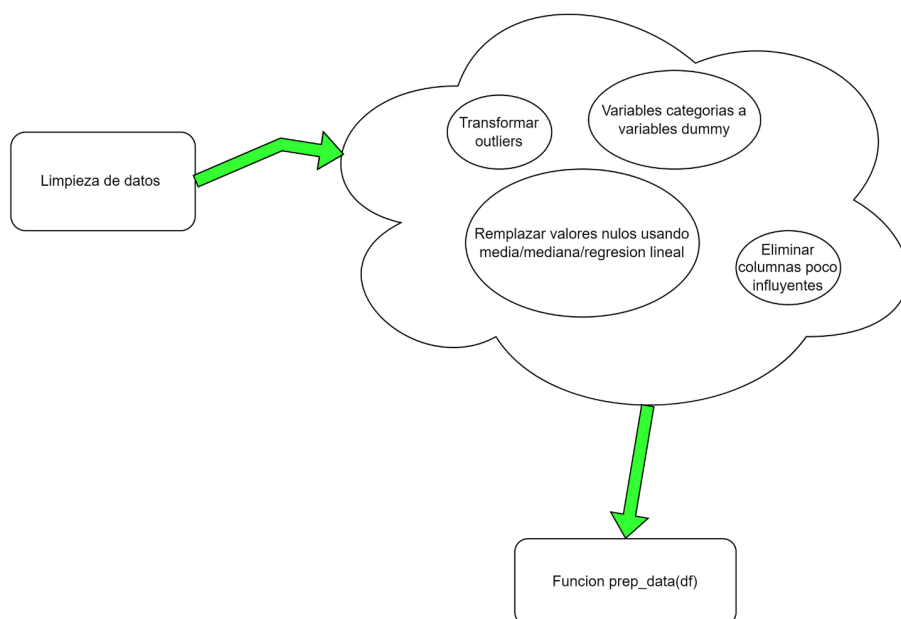 Limpieza de datos
Transformar
outliers
Variables categorias a
variables dummy
Remplazar valores nulos usando
media/mediana/regresion lineal
Eliminar
columnas poco
influyentes
Funcion prep_data(df)